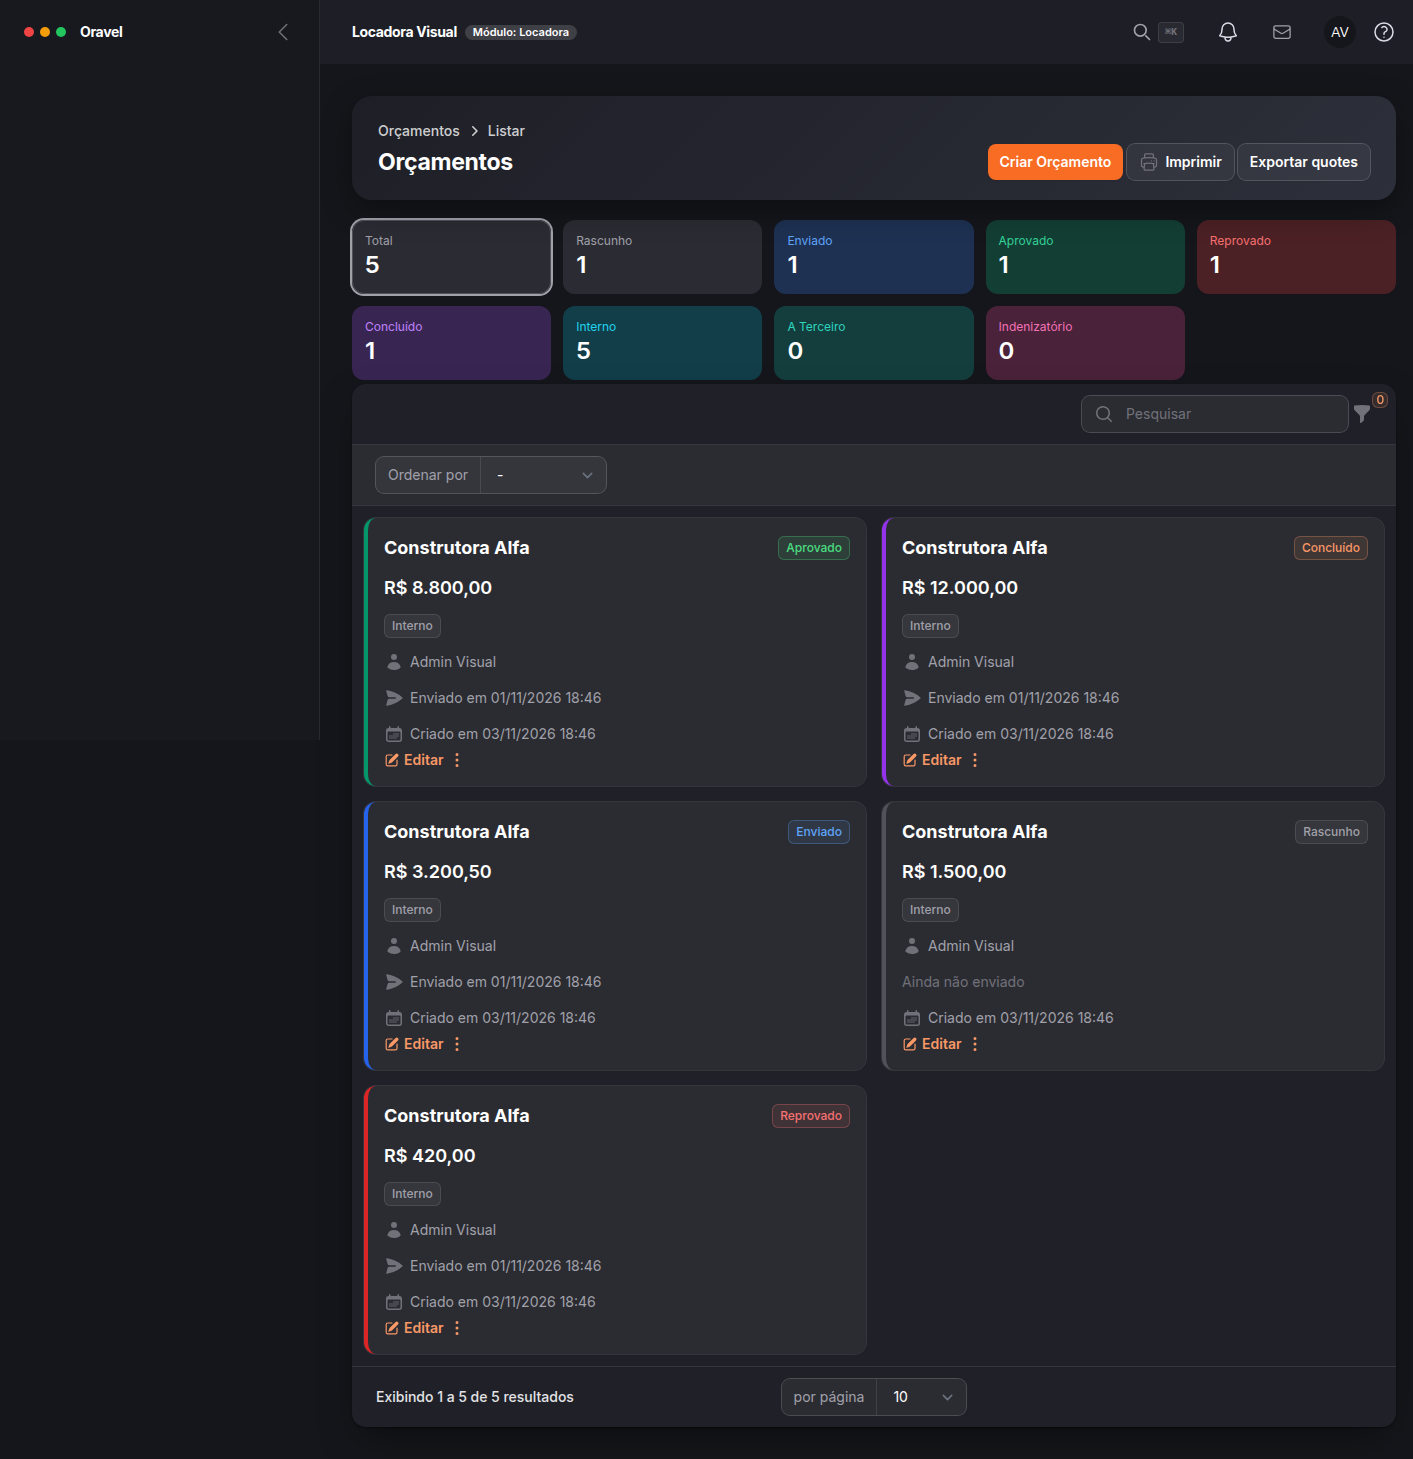 Oravel
Locadora Visual
Módulo: Locadora
⌘K
AV
Orçamentos > Listar
Orçamentos
Criar Orçamento
Imprimir
Exportar quotes
Total
5
Rascunho
1
Enviado
1
Aprovado
1
Reprovado
1
Concluído
1
Interno
5
A Terceiro
0
Indenizatório
0
Pesquisar
0
Ordenar por
-
Construtora Alfa
Aprovado
R$ 8.800,00
Interno
Admin Visual
Enviado em 01/11/2026 18:46
Criado em 03/11/2026 18:46
Editar
Construtora Alfa
Concluído
R$ 12.000,00
Interno
Admin Visual
Enviado em 01/11/2026 18:46
Criado em 03/11/2026 18:46
Editar
Construtora Alfa
Enviado
R$ 3.200,50
Interno
Admin Visual
Enviado em 01/11/2026 18:46
Criado em 03/11/2026 18:46
Editar
Construtora Alfa
Rascunho
R$ 1.500,00
Interno
Admin Visual
Ainda não enviado
Criado em 03/11/2026 18:46
Editar
Construtora Alfa
Reprovado
R$ 420,00
Interno
Admin Visual
Enviado em 01/11/2026 18:46
Criado em 03/11/2026 18:46
Editar
Exibindo 1 a 5 de 5 resultados
por página
10